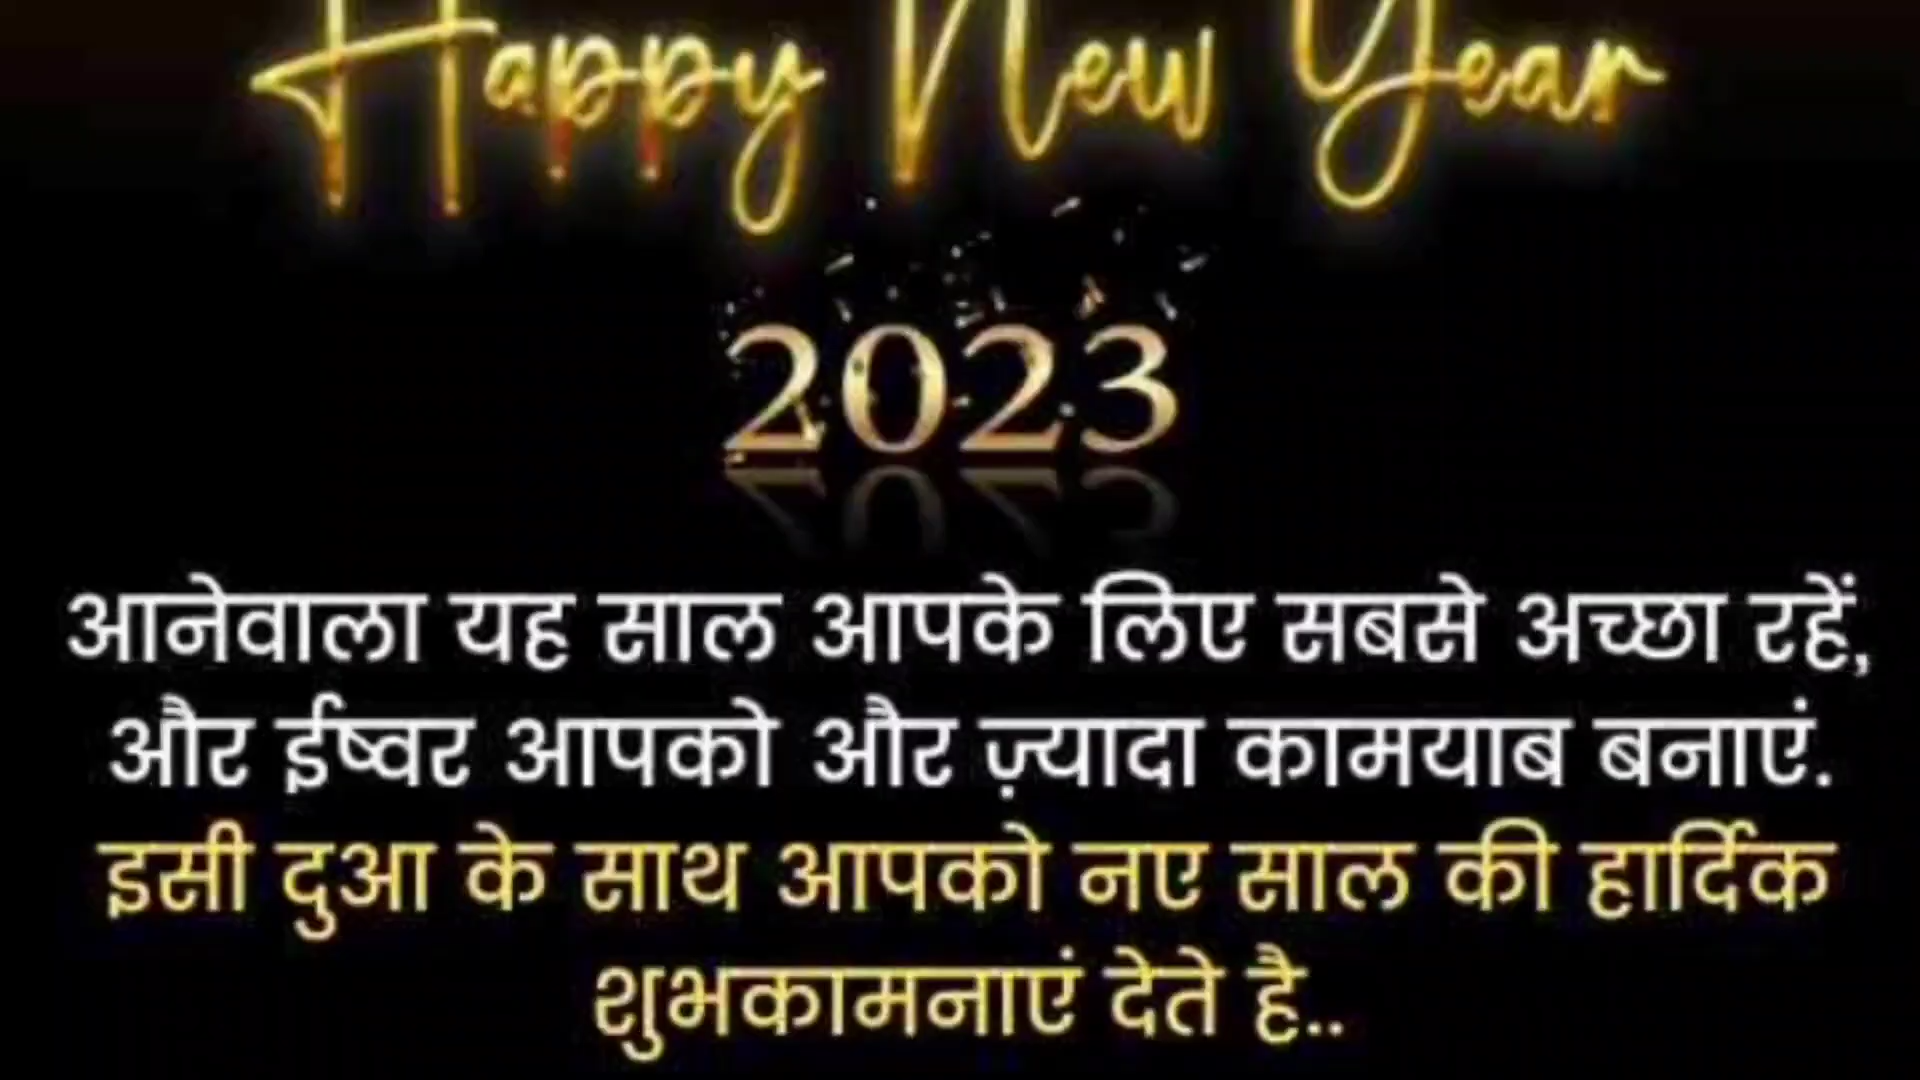 Happy New Year
2023
आनेवाला यह साल आपके लिए सबसे अच्छा रहें,
और ईष्वर आपको और ज़्यादा कामयाब बनाएं.
इसी दुआ के साथ आपको नए साल की हार्दिक
शुभकामनाएं देते है..